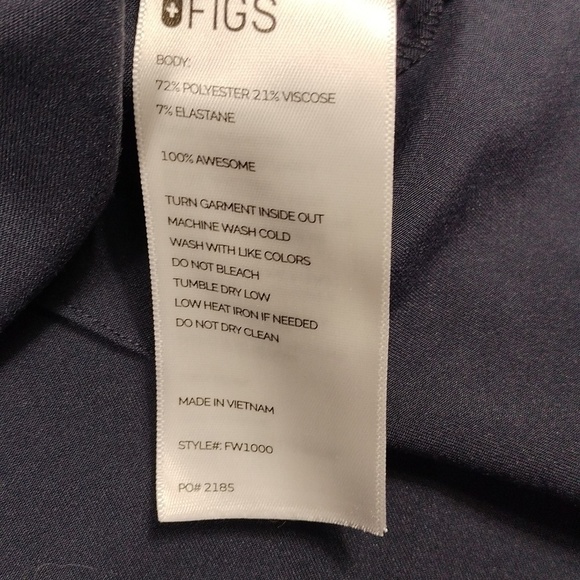 FIGS
BODY:
72% POLYESTER 21% VISCOSE
7% ELASTANE
100% AWESOME
TURN GARMENT INSIDE OUT
MACHINE WASH COLD
WASH WITH LIKE COLORS
DO NOT BLEACH
TUMBLE DRY LOW
LOW HEAT IRON IF NEEDED
DO NOT DRY CLEAN
MADE IN VIETNAM
STYLE#: FW1000
PO# 2185